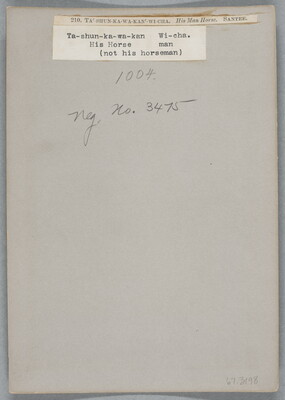 210. TA'-SHUN-KA-WA-KAN'-WI-CHA. His Man Horse. SANTEE.
Ta-shun-ka-wa-kan Wi-cha.
His Horse man
(not his horseman)
1004.
Neg. No. 3475